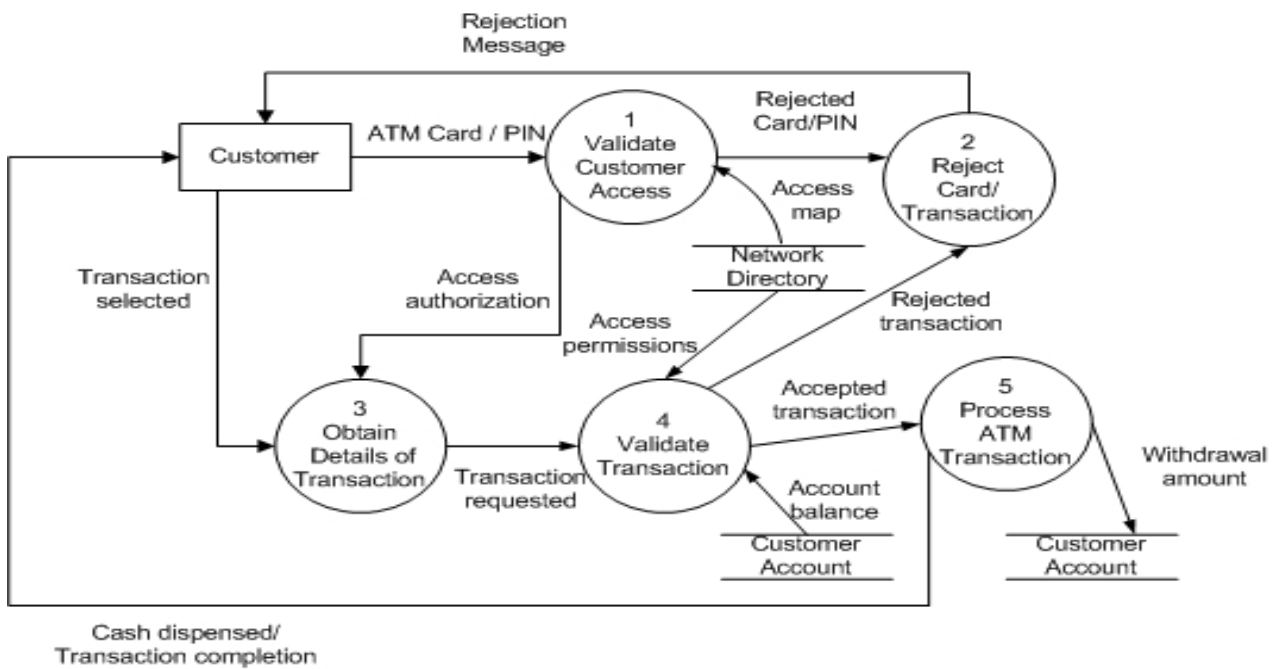 Rejection
Message
ATM Card / PIN
1
Validate
Customer
Access
Rejected
Card/PIN
2
Reject
Card/
Transaction
Customer
Access
map
Network
Directory
Transaction
selected
Access
authorization
Access
permissions
Rejected
transaction
3
Obtain
Details of
Transaction
Transaction
requested
4
Validate
Transaction
Accepted
transaction
5
Process
ATM
Transaction
Withdrawal
amount
Account
balance
Customer
Account
Customer
Account
Cash dispensed/
Transaction completion